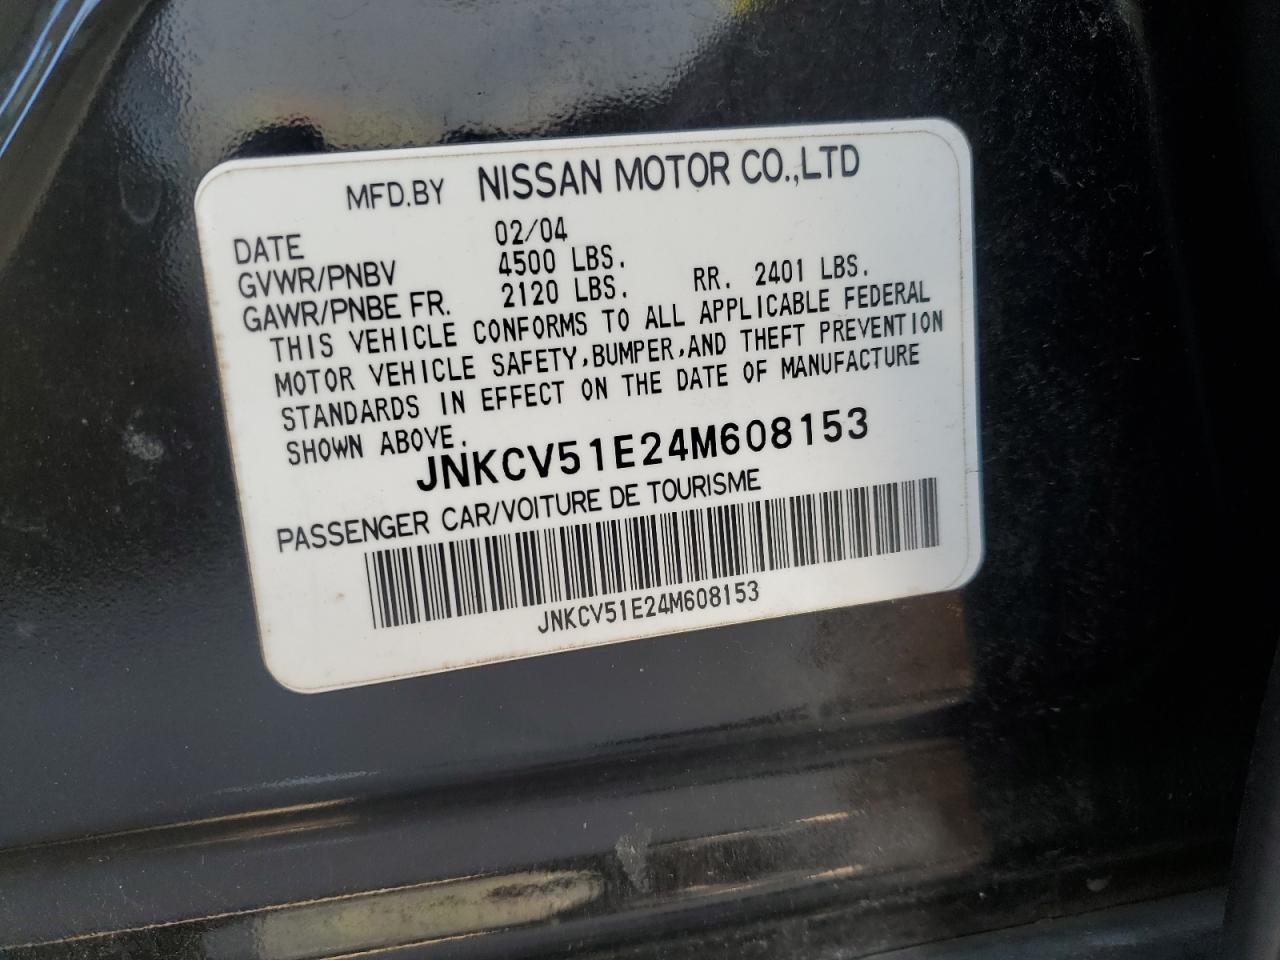 MFD.BY NISSAN MOTOR CO.,LTD
DATE 02/04
GVWR/PNBV 4500 LBS.
GAWR/PNBE FR. 2120 LBS. RR. 2401 LBS.
THIS VEHICLE CONFORMS TO ALL APPLICABLE FEDERAL
MOTOR VEHICLE SAFETY,BUMPER,AND THEFT PREVENTION
STANDARDS IN EFFECT ON THE DATE OF MANUFACTURE
SHOWN ABOVE.
JNKCV51E24M608153
PASSENGER CAR/VOITURE DE TOURISME
JNKCV51E24M608153